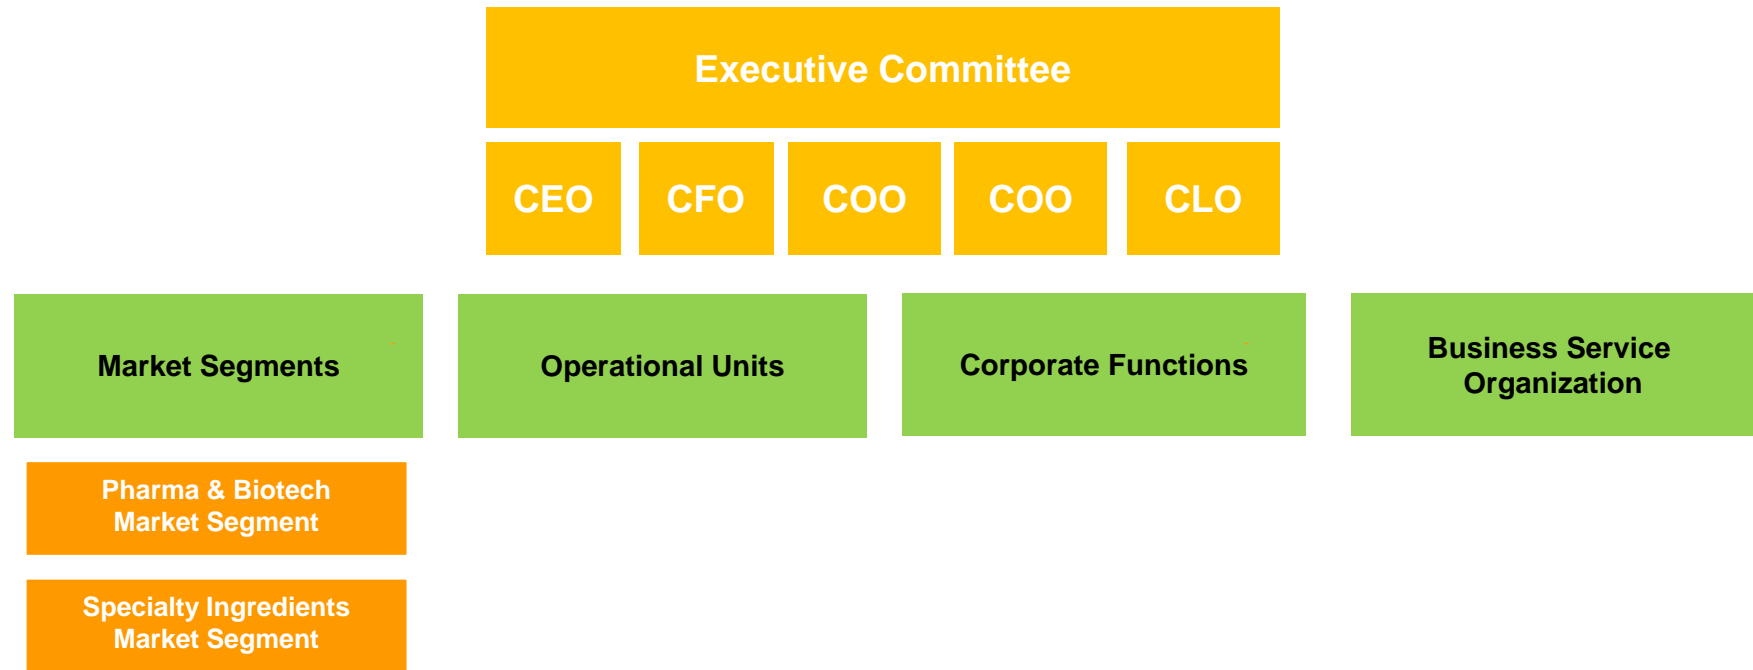 Executive Committee
CEO
CFO
COO
COO
CLO
Market Segments
Operational Units
Corporate Functions
Business Service
Organization
Pharma & Biotech
Market Segment
Specialty Ingredients
Market Segment